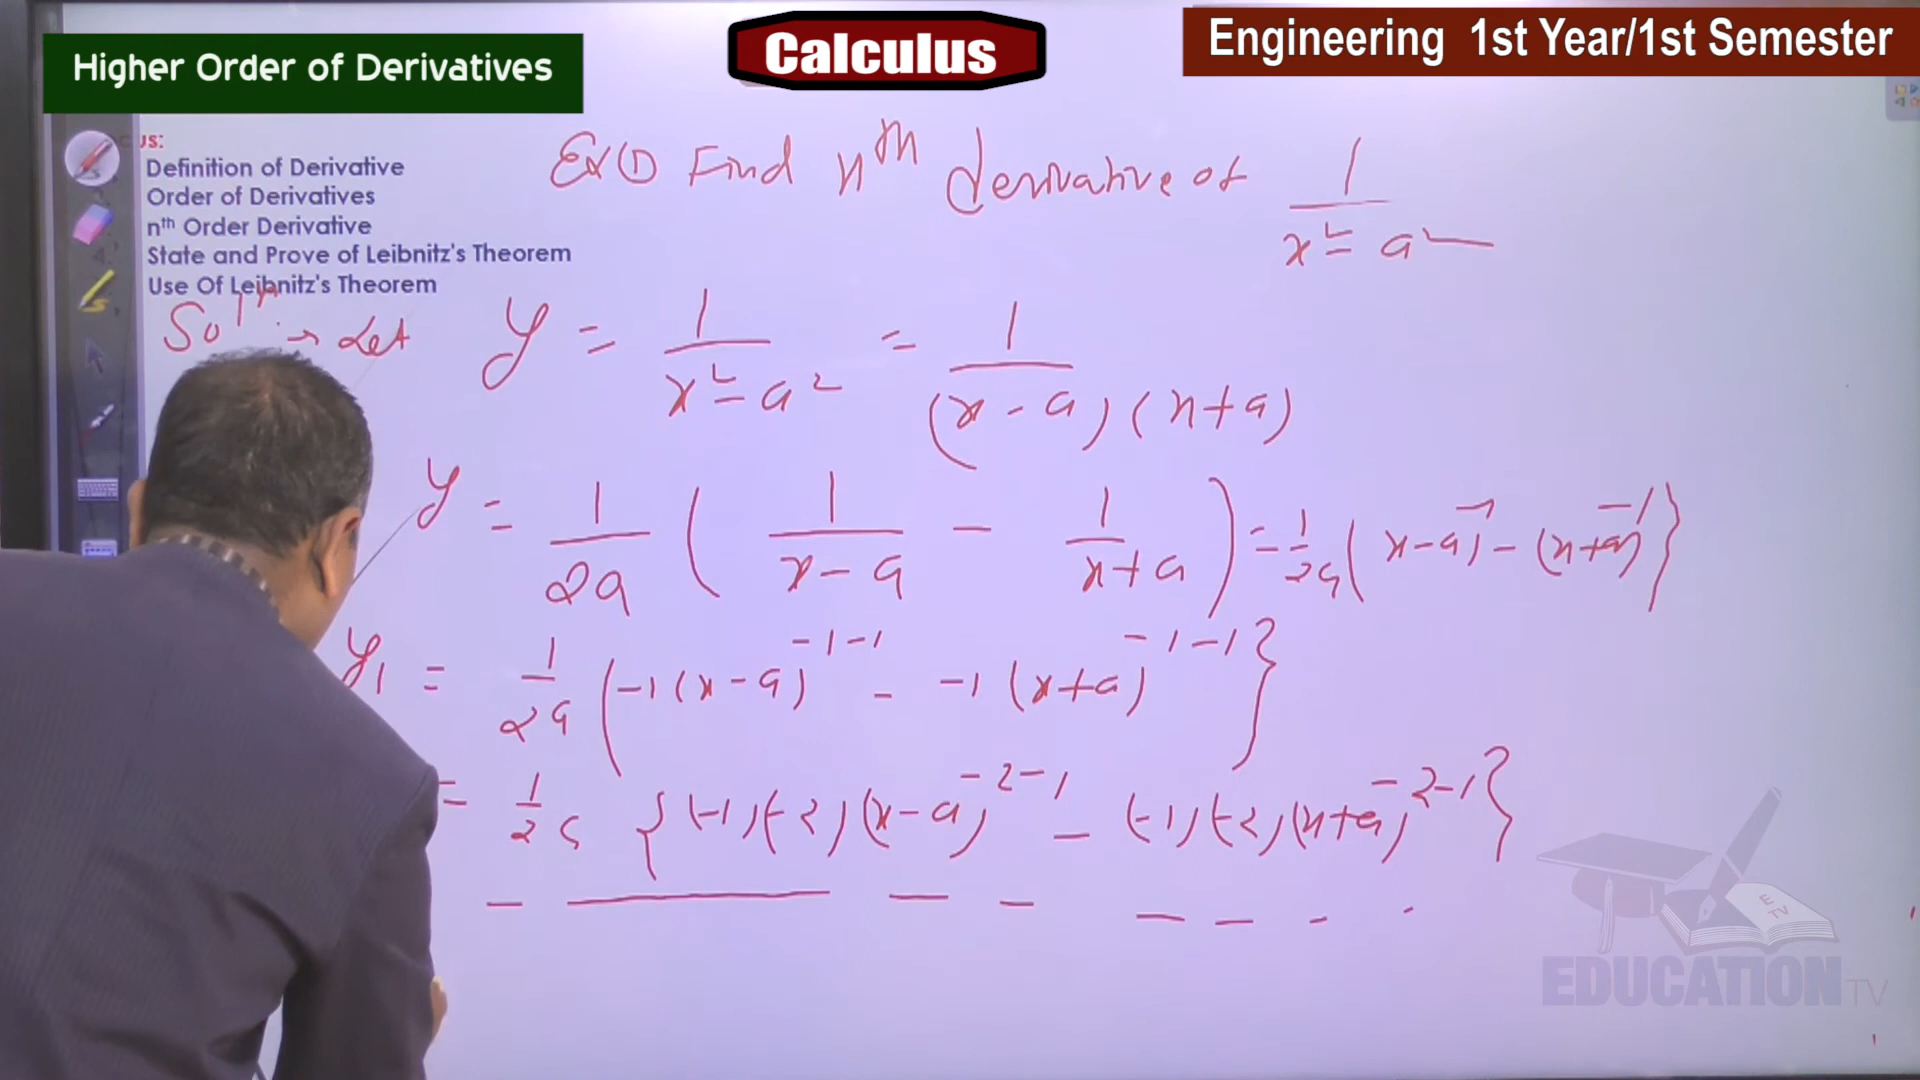 Higher Order of Derivatives
Calculus
Engineering 1st Year/1st Semester
US:
Definition of Derivative
Order of Derivatives
nth Order Derivative
State and Prove of Leibnitz's Theorem
Use Of Leibnitz's Theorem
Ex① Find nth derivative of 1/(x² - a²)
Soln. → Let y = 1/(x² - a²) = 1/((x - a)(x + a))
y = 1/2a ( 1/(x - a) - 1/(x + a) ) = 1/2a ( x - a)⁻¹ - (x + a)⁻¹ }
y₁ = 1/2a ( -1(x - a)⁻¹⁻¹ - -1(x + a)⁻¹⁻¹ }
= 1/2a { (-1)(-2)(x - a)⁻²⁻¹ - (-1)(-2)(x + a)⁻²⁻¹ }
EDUCATION TV